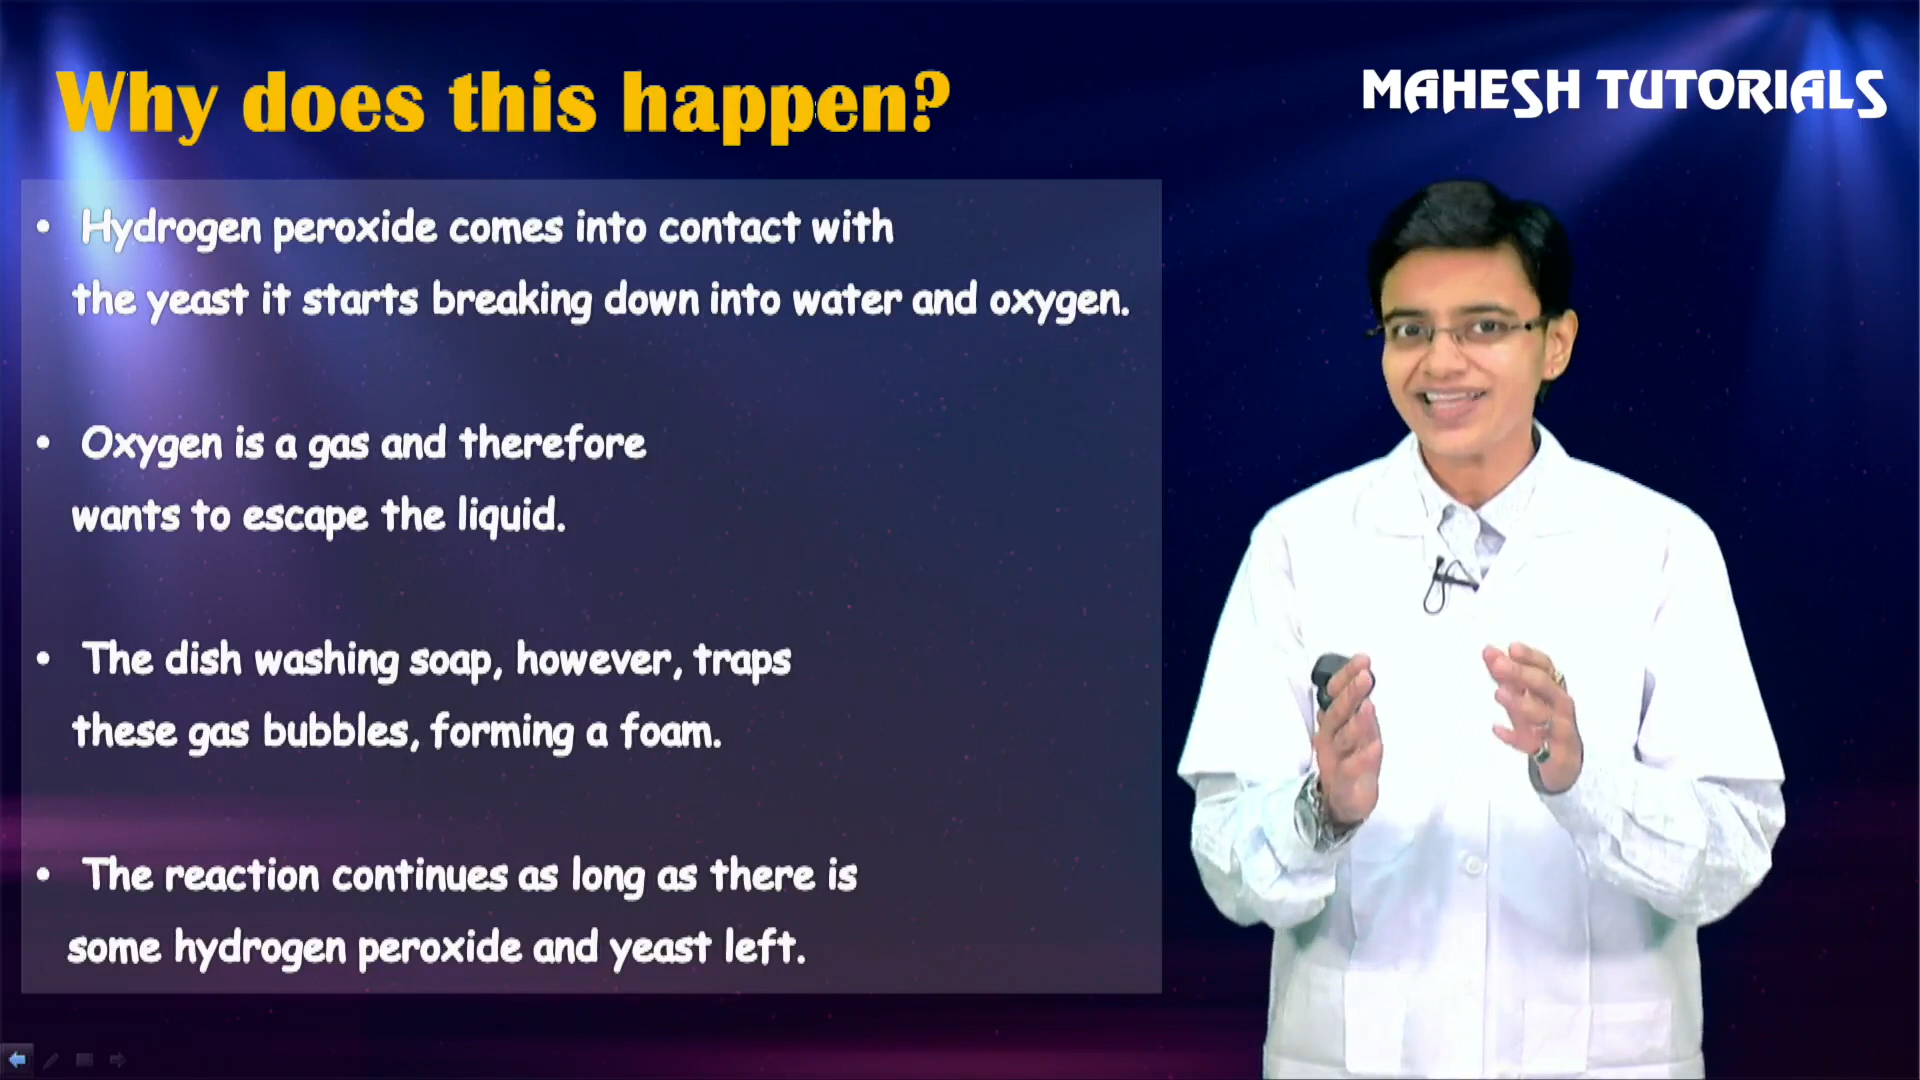 Why does this happen?
MAHESH TUTORIALS
• Hydrogen peroxide comes into contact with
the yeast it starts breaking down into water and oxygen.
• Oxygen is a gas and therefore
wants to escape the liquid.
• The dish washing soap, however, traps
these gas bubbles, forming a foam.
• The reaction continues as long as there is
some hydrogen peroxide and yeast left.